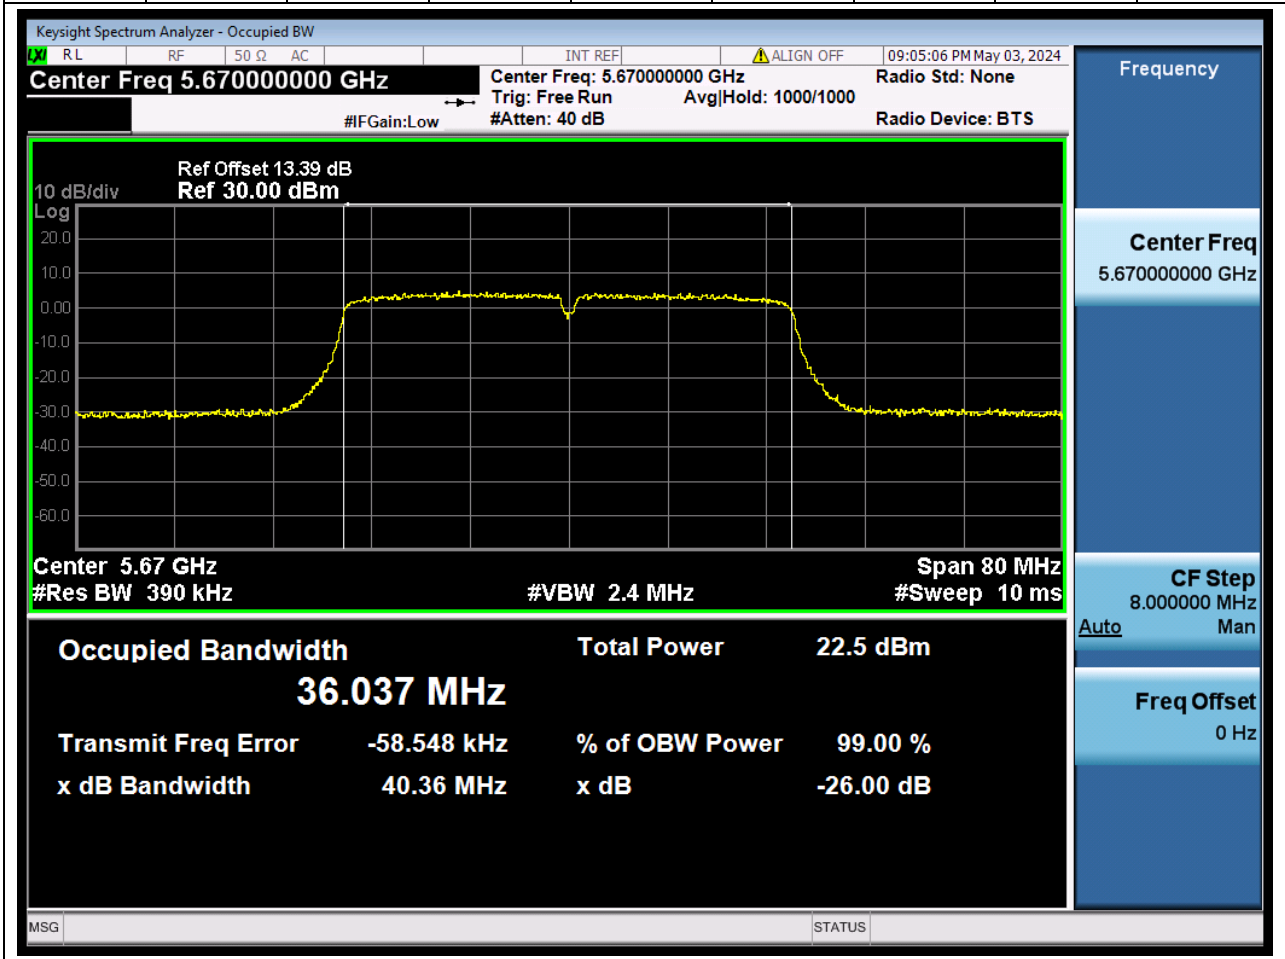 Keysight Spectrum Analyzer - Occupied BW
LXI RL RF 50 Ω AC INT REF ALIGN OFF 09:05:06 PM May 03, 2024
Center Freq 5.670000000 GHz
Center Freq: 5.670000000 GHz
Radio Std: None
Trig: Free Run Avg|Hold: 1000/1000
#IFGain:Low
#Atten: 40 dB
Radio Device: BTS
Frequency
Ref Offset 13.39 dB
10 dB/div Ref 30.00 dBm
Log
20.0
10.0
0.00
-10.0
-20.0
-30.0
-40.0
-50.0
-60.0
Center 5.67 GHz Span 80 MHz
#Res BW 390 kHz #VBW 2.4 MHz #Sweep 10 ms
Center Freq
5.670000000 GHz
CF Step
8.000000 MHz
Auto Man
Freq Offset
0 Hz
Occupied Bandwidth
36.037 MHz
Total Power 22.5 dBm
Transmit Freq Error -58.548 kHz
% of OBW Power 99.00 %
x dB Bandwidth 40.36 MHz
x dB -26.00 dB
MSG STATUS